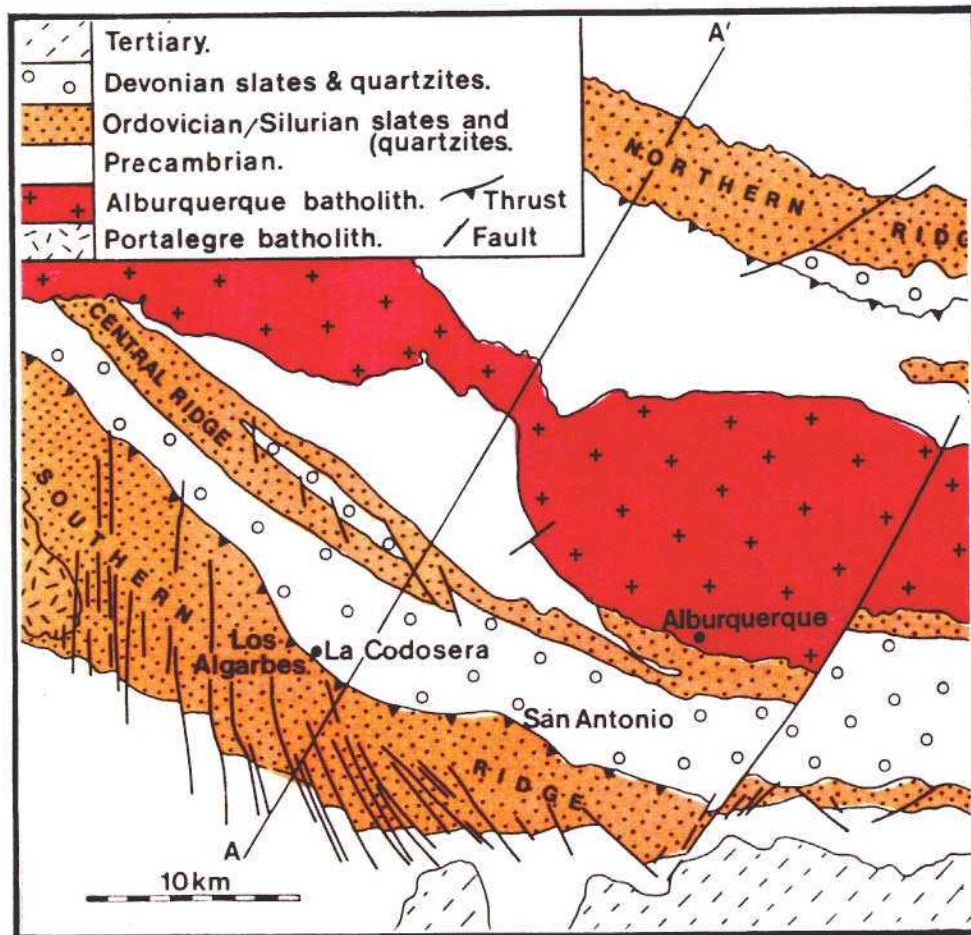 Tertiary.
Devonian slates & quartzites.
Ordovician/Silurian slates and
(quartzites.
Precambrian.
Alburquerque batholith.
Thrust
Portalegre batholith.
Fault
A'
NORTHERN RIDG
CENTRAL RIDGE
SOUTHERN RIDGE
Los
Algarbes
La Codosera
Alburquerque
San Antonio
A
10km